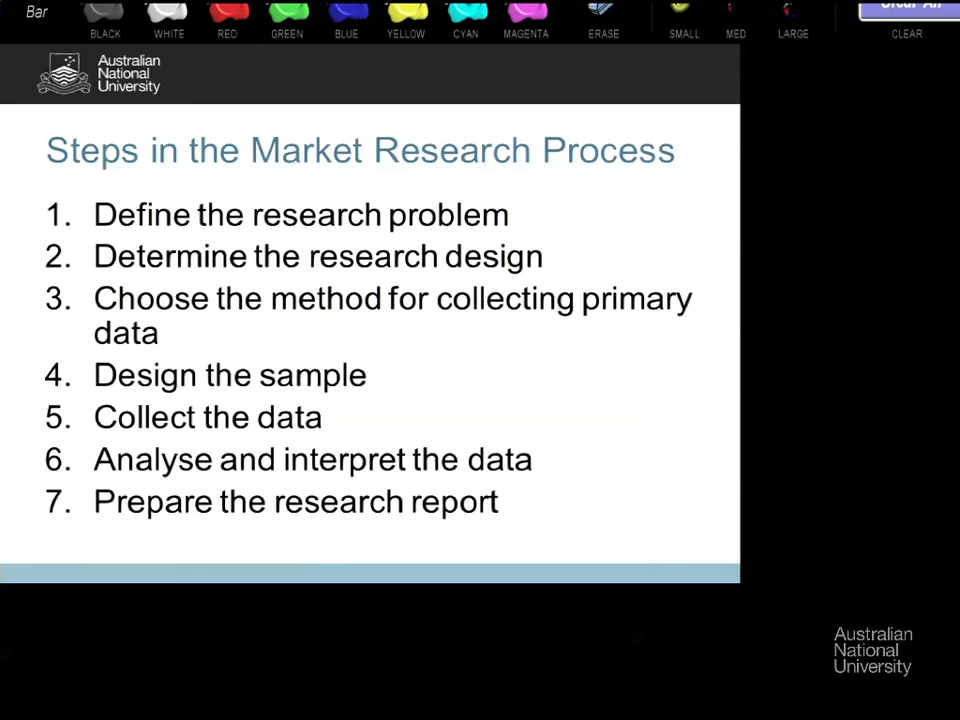 Bar
BLACK WHITE RED GREEN BLUE YELLOW CYAN MAGENTA ERASE SMALL MED LARGE CLEAR
Australian
National
University
Steps in the Market Research Process
1. Define the research problem
2. Determine the research design
3. Choose the method for collecting primary
data
4. Design the sample
5. Collect the data
6. Analyse and interpret the data
7. Prepare the research report
Australian
National
University